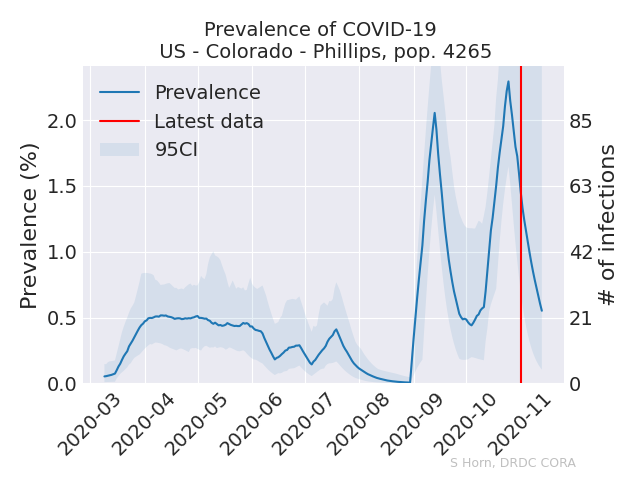 Prevalence of COVID-19
US - Colorado - Phillips, pop. 4265
Prevalence
Latest data
95CI
Prevalence (%)
2.0
1.5
1.0
0.5
0.0
85
63
42
21
0
# of infections
2020-03
2020-04
2020-05
2020-06
2020-07
2020-08
2020-09
2020-10
2020-11
S Horn, DRDC CORA